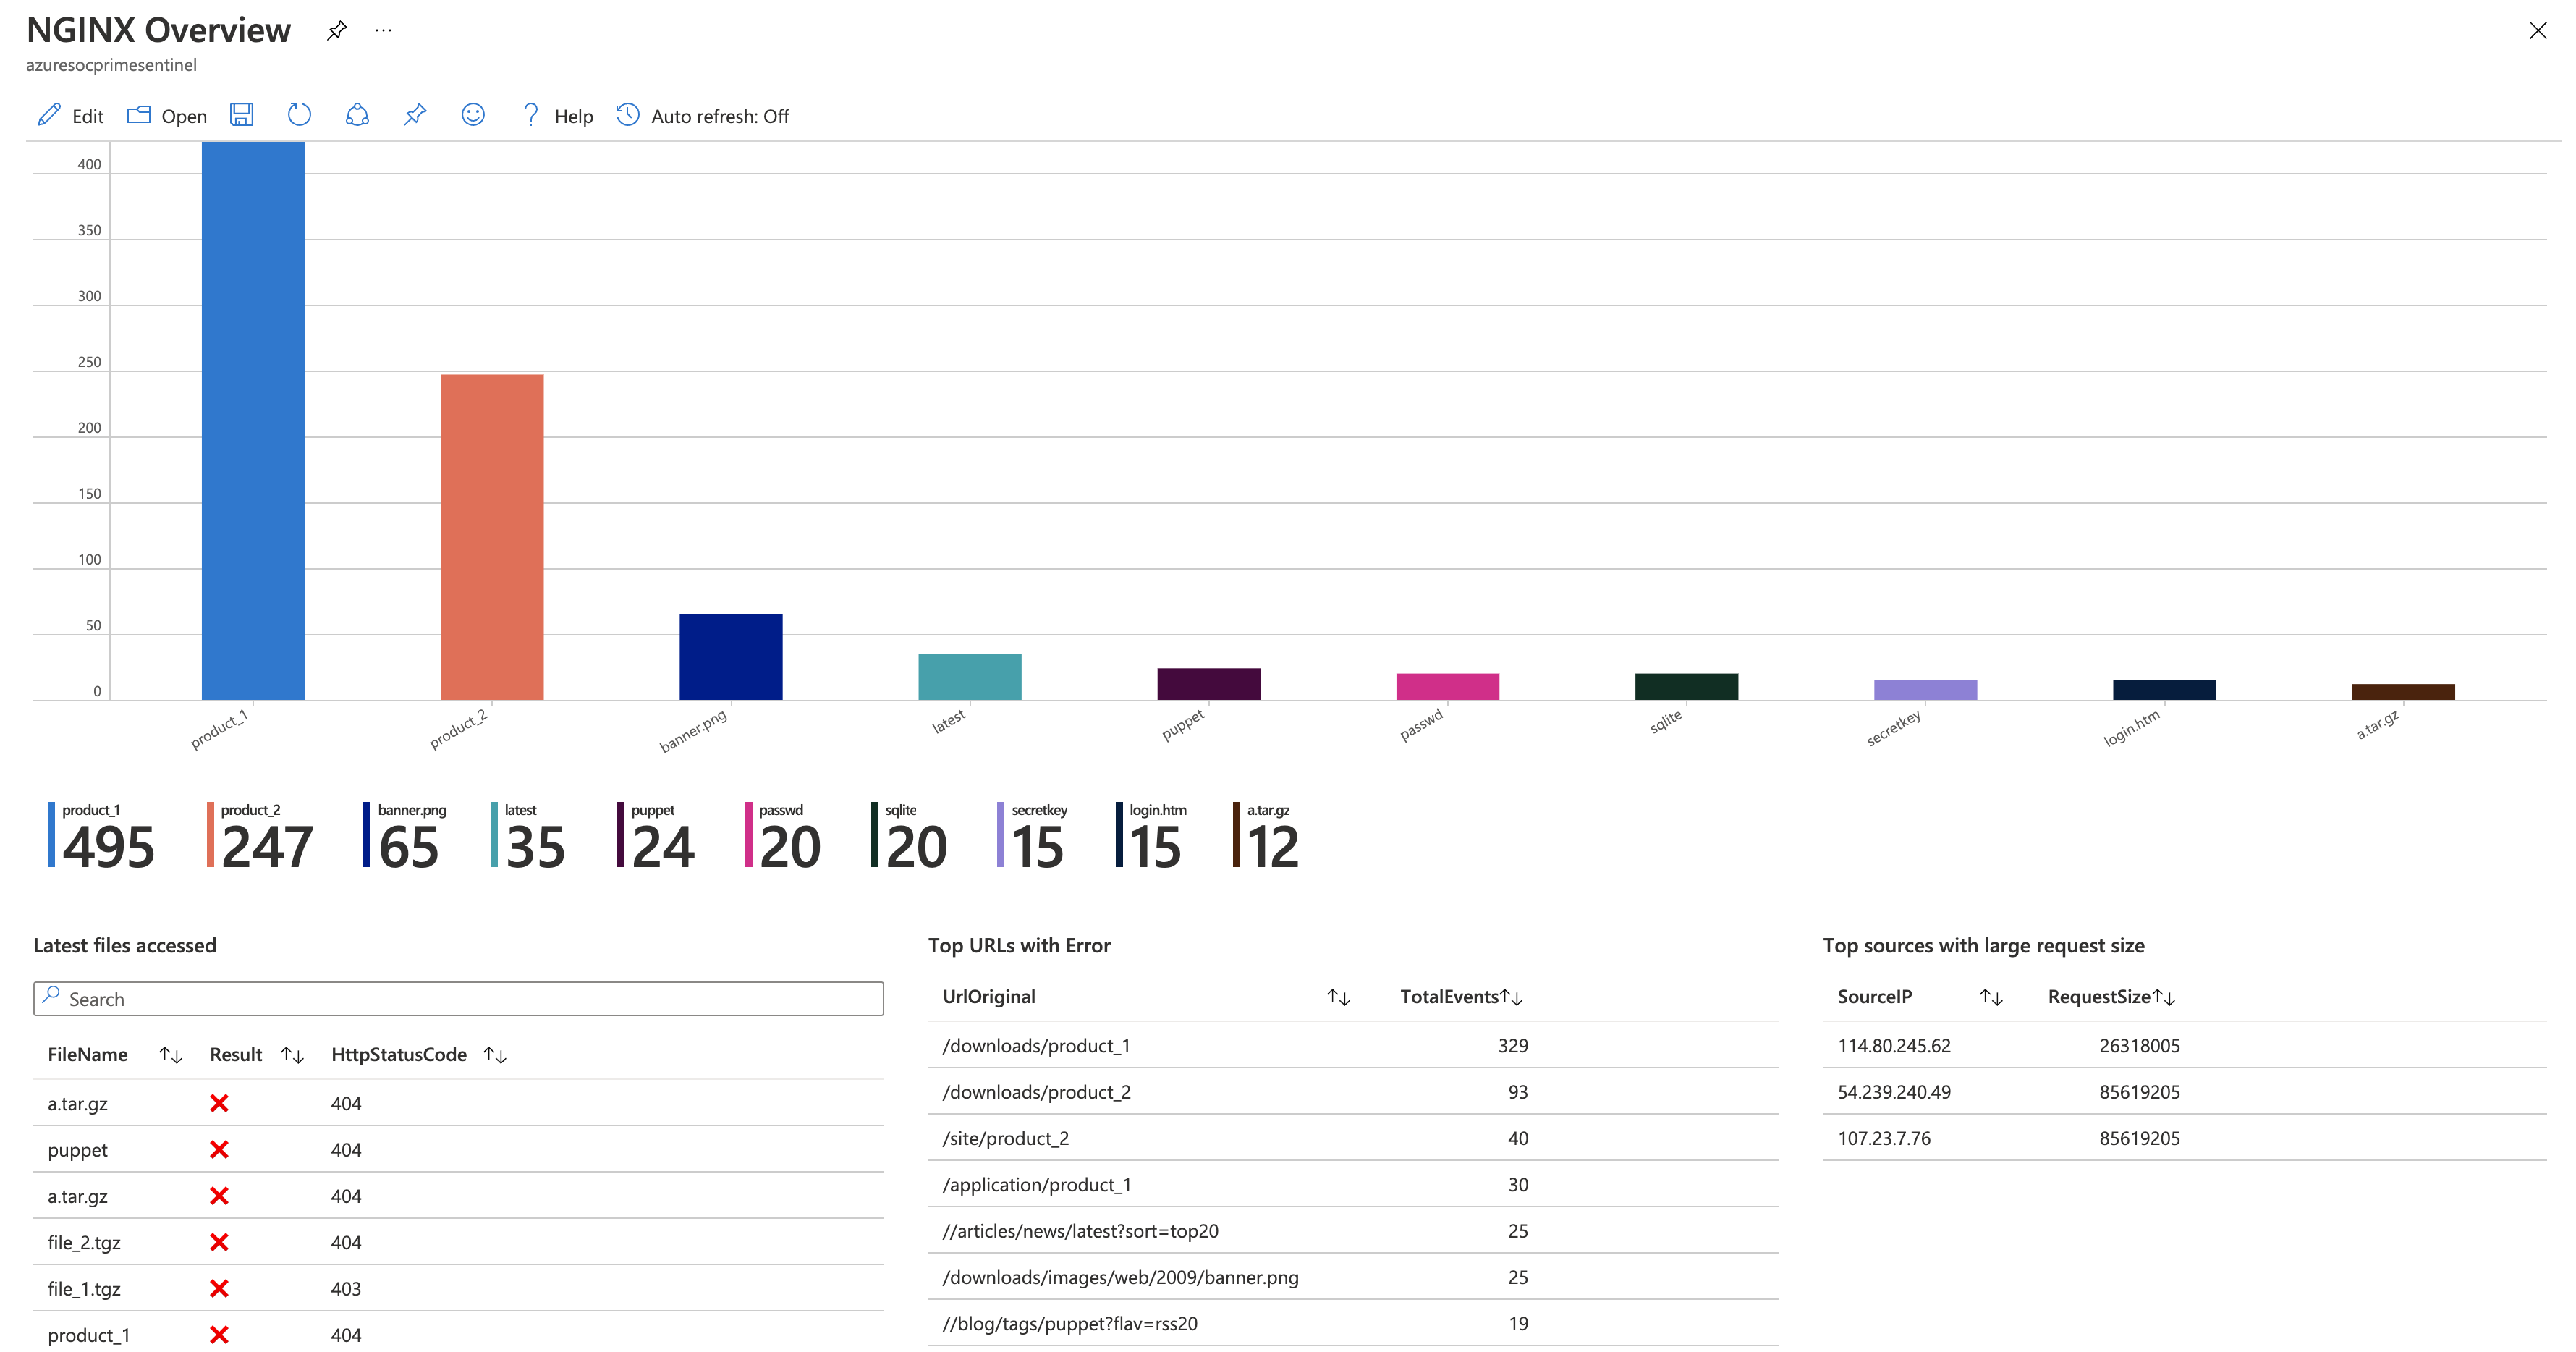 NGINX Overview
azuresocprimesentinel
Edit Open Help Auto refresh: Off
400
350
300
250
200
150
100
50
0
product_1 product_2 banner.png latest puppet passwd sqlite secretkey login.htm a.tar.gz
product_1 product_2 banner.png latest puppet passwd sqlite secretkey login.htm a.tar.gz
495 247 65 35 24 20 20 15 15 12
Latest files accessed
Search
FileName Result HttpStatusCode
a.tar.gz 404
puppet 404
a.tar.gz 404
file_2.tgz 404
file_1.tgz 403
product_1 404
Top URLs with Error
UrlOriginal TotalEvents
/downloads/product_1 329
/downloads/product_2 93
/site/product_2 40
/application/product_1 30
//articles/news/latest?sort=top20 25
/downloads/images/web/2009/banner.png 25
//blog/tags/puppet?flav=rss20 19
Top sources with large request size
SourceIP RequestSize
114.80.245.62 26318005
54.239.240.49 85619205
107.23.7.76 85619205